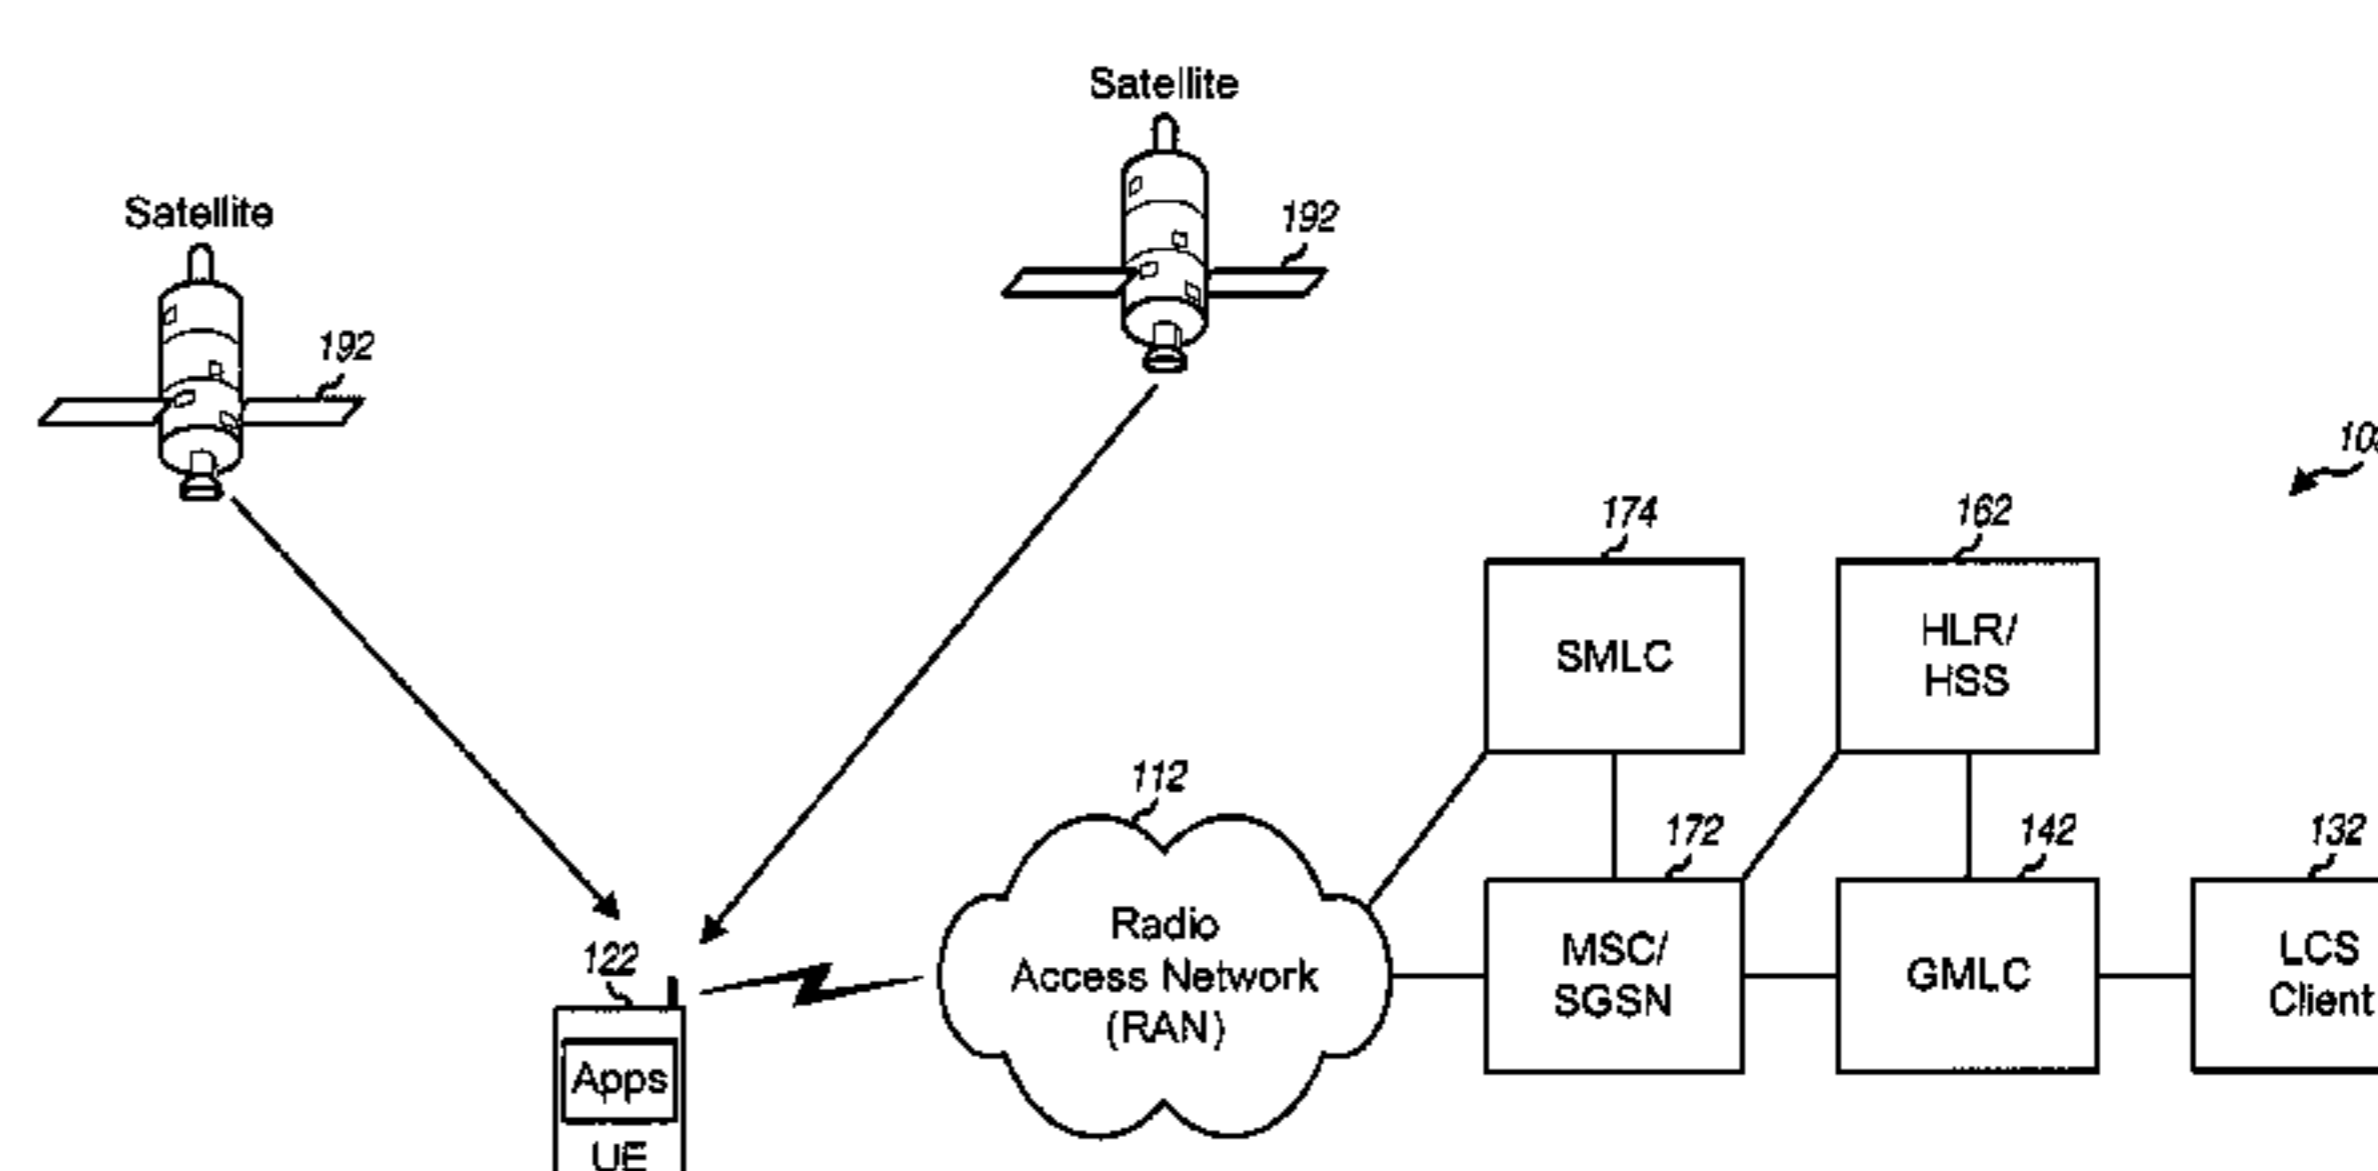 Satellite
Satellite
192
192
174
162
SMLC
HLR/
HSS
112
172
142
132
Radio
Access Network
(RAN)
MSC/
SGSN
GMLC
LCS
Client
122
Apps
UE